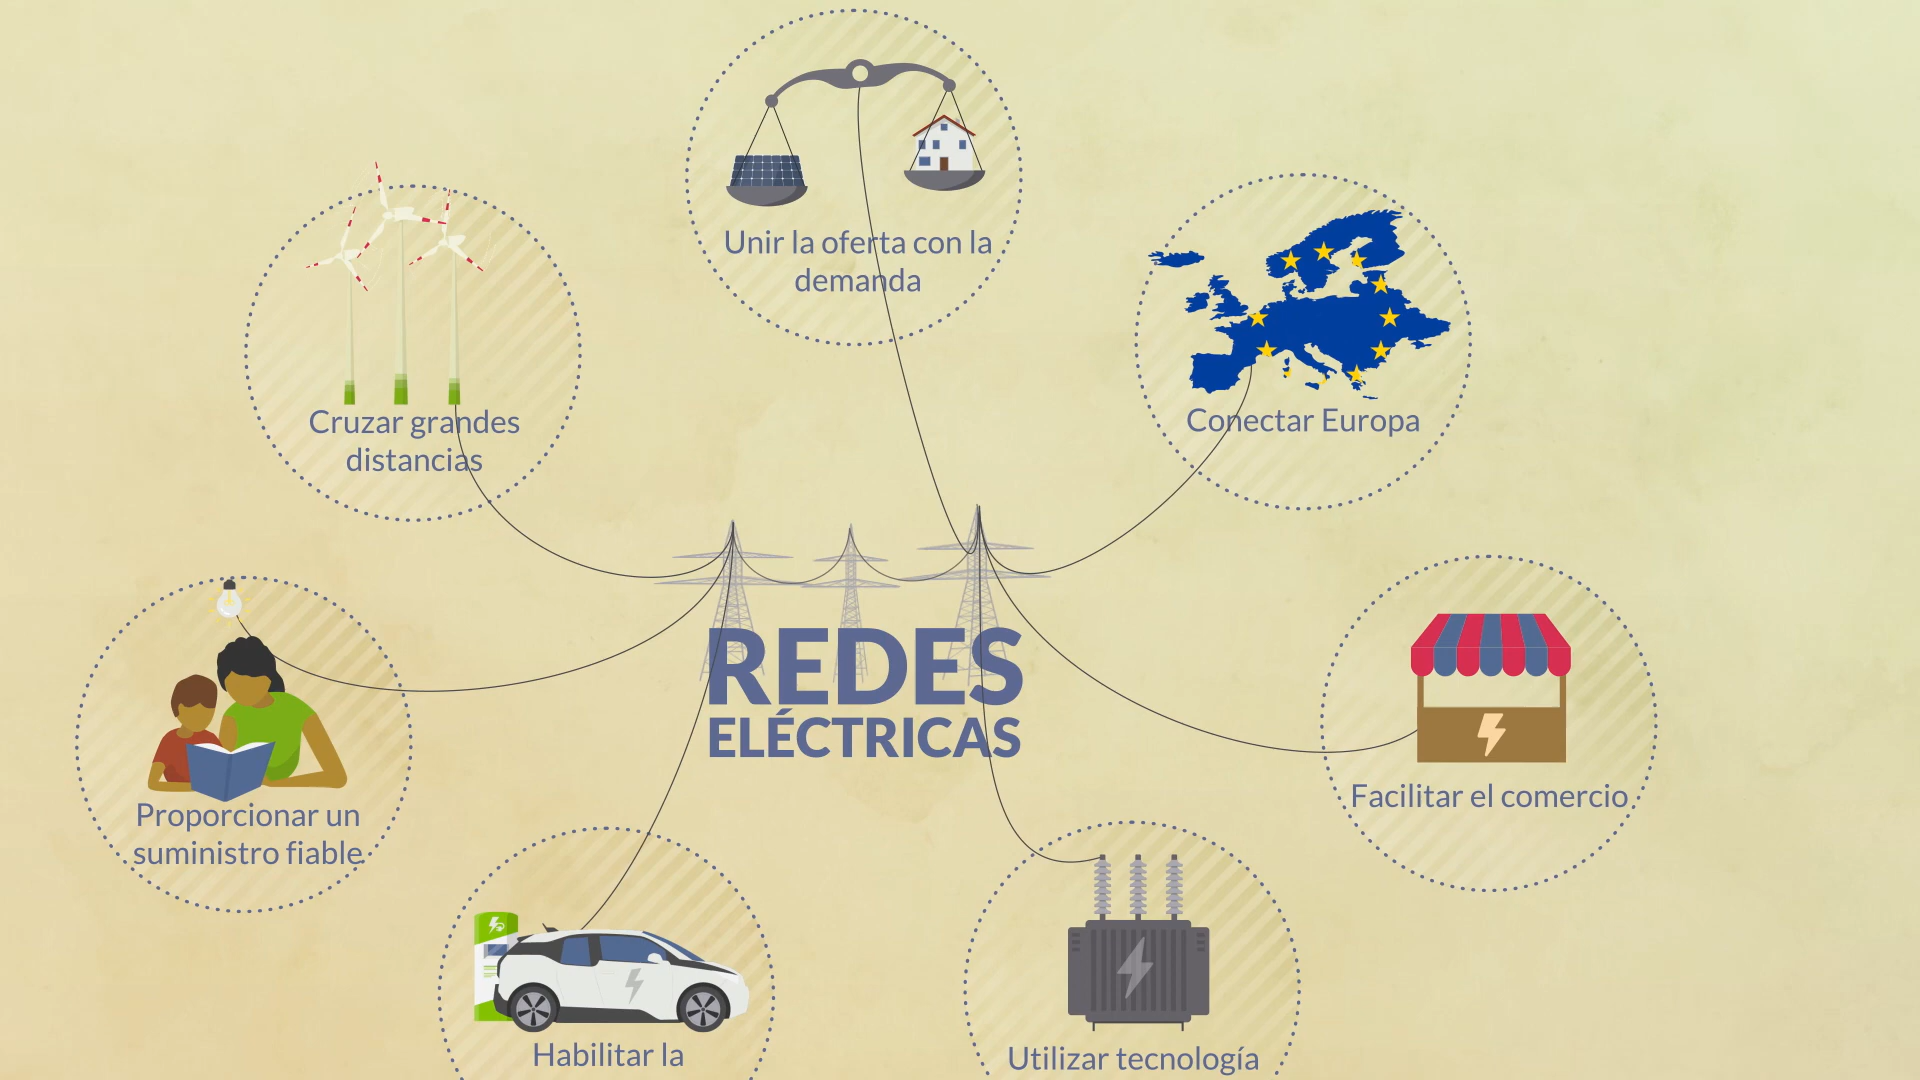 Unir la oferta con la
demanda
Cruzar grandes
distancias
Conectar Europa
REDES
ELÉCTRICAS
Proporcionar un
suministro fiable
Facilitar el comercio
Habilitar la
Utilizar tecnología